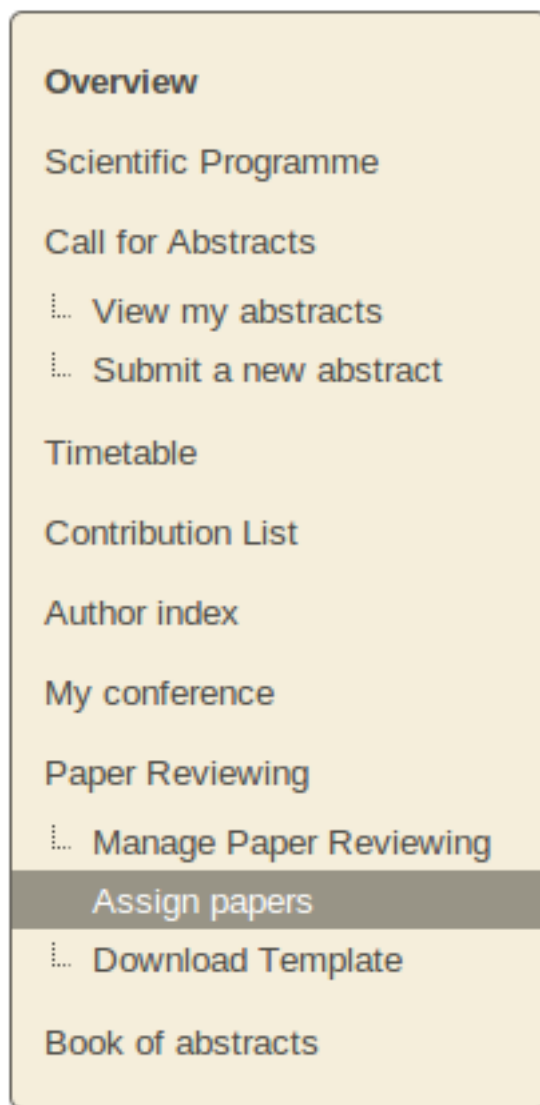 Overview
Scientific Programme
Call for Abstracts
View my abstracts
Submit a new abstract
Timetable
Contribution List
Author index
My conference
Paper Reviewing
Manage Paper Reviewing
Assign papers
Download Template
Book of abstracts